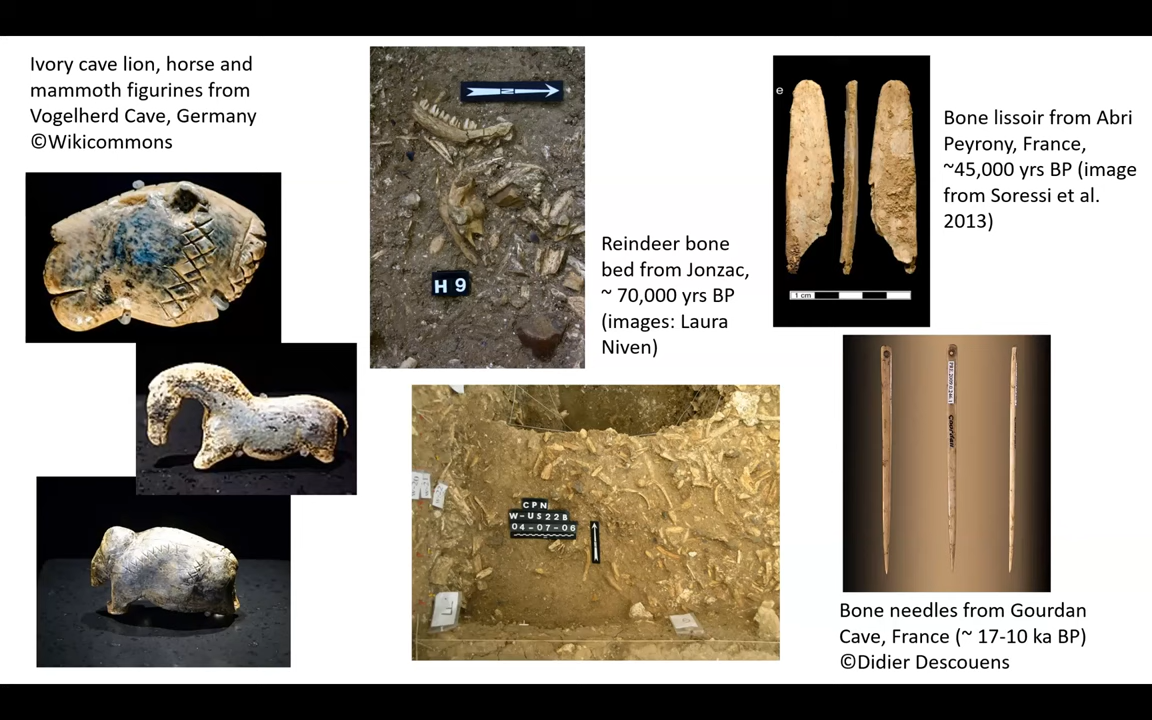 Ivory cave lion, horse and
mammoth figurines from
Vogelherd Cave, Germany
©Wikicommons
N
H 9
Reindeer bone
bed from Jonzac,
~ 70,000 yrs BP
(images: Laura
Niven)
CPN
W-US22B
04-07-06
e
1 cm
Bone lissoir from Abri
Peyrony, France,
~45,000 yrs BP (image
from Soressi et al.
2013)
Bone needles from Gourdan
Cave, France (~ 17-10 ka BP)
©Didier Descouens